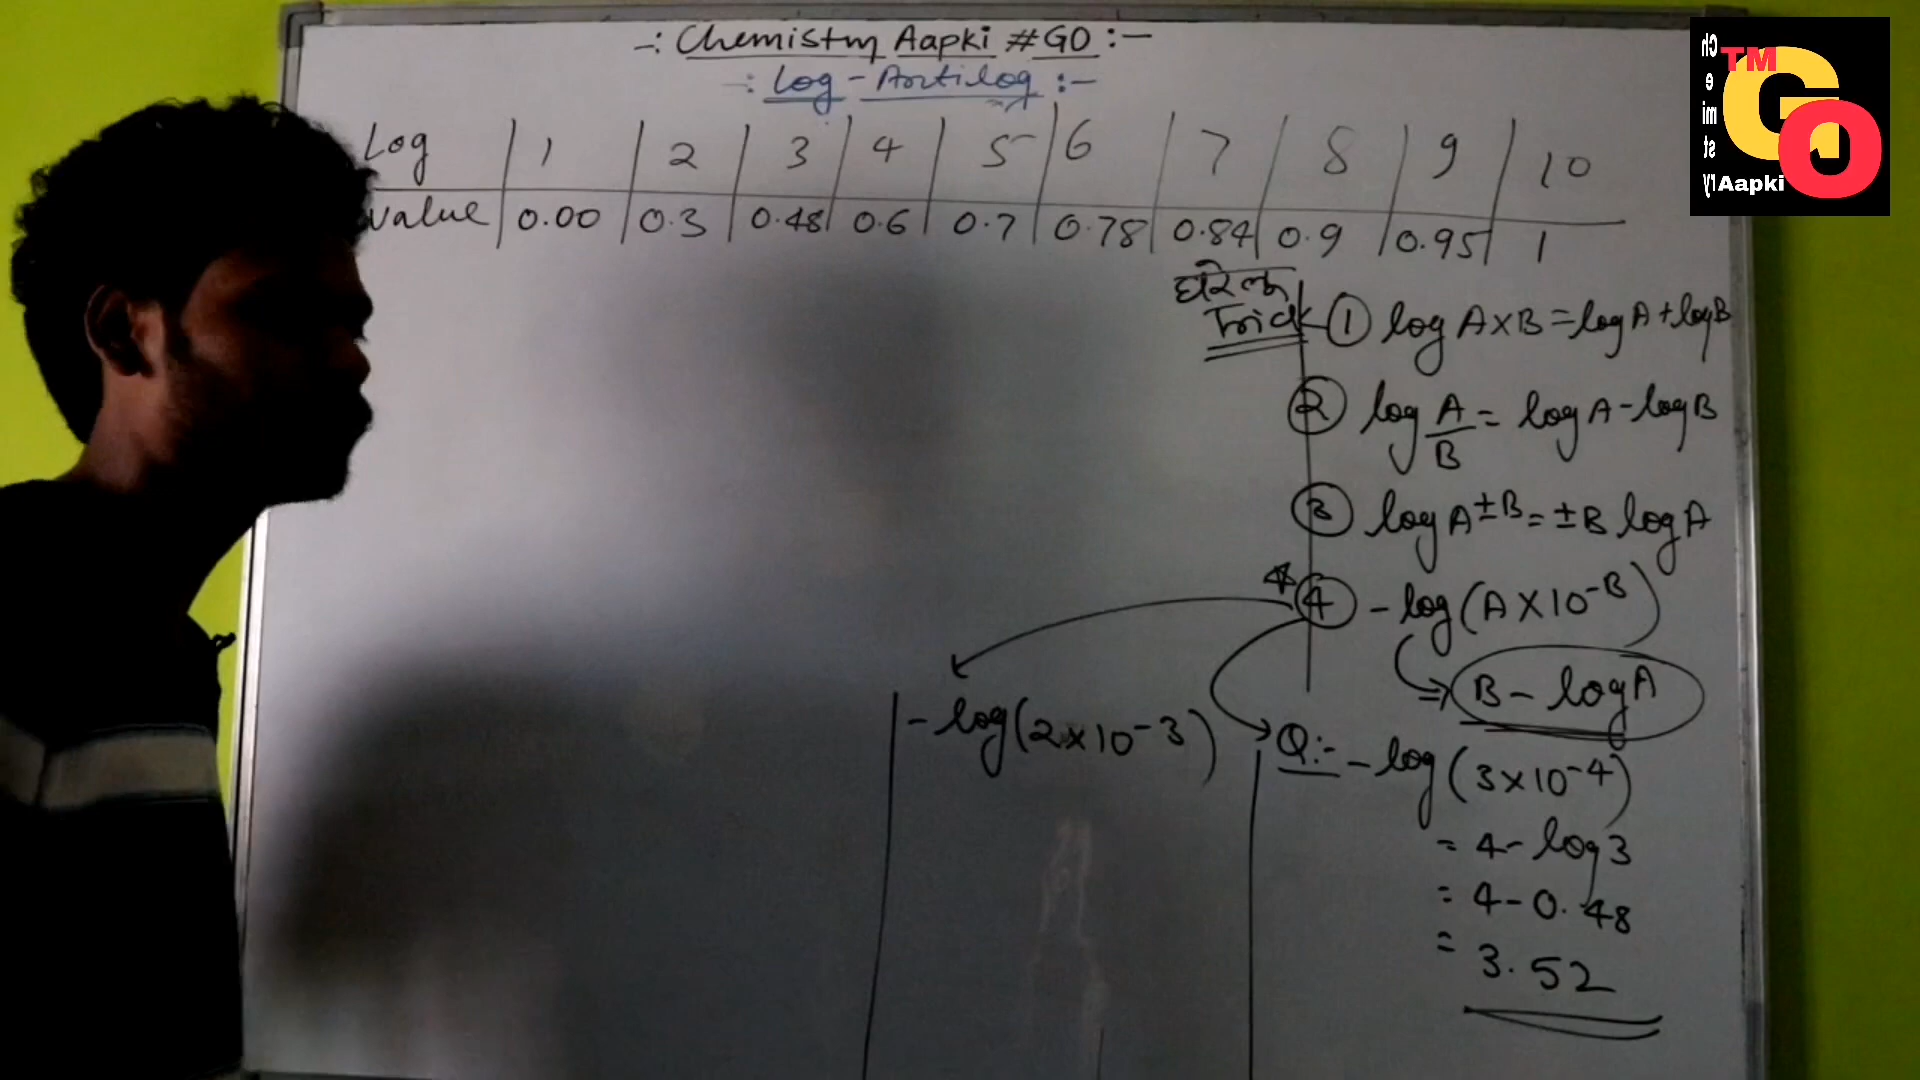 -: Chemistry Aapki #GO :-
-: Log - Antilog :-
Log | 1 | 2 | 3 | 4 | 5 | 6 | 7 | 8 | 9 | 10
value | 0.00 | 0.3 | 0.48 | 0.6 | 0.7 | 0.78 | 0.84 | 0.9 | 0.95 | 1
घरेलू
Trick
① log A×B = log A + log B
② log A/B = log A - log B
③ log A^±B = ±B log A
④ - log (A × 10^-B)
⇒ B - log A
- log (2×10^-3)
Q:- - log (3×10^-4)
= 4 - log 3
= 4 - 0.48
= 3.52
Chemistry
TM
GO
Aapki